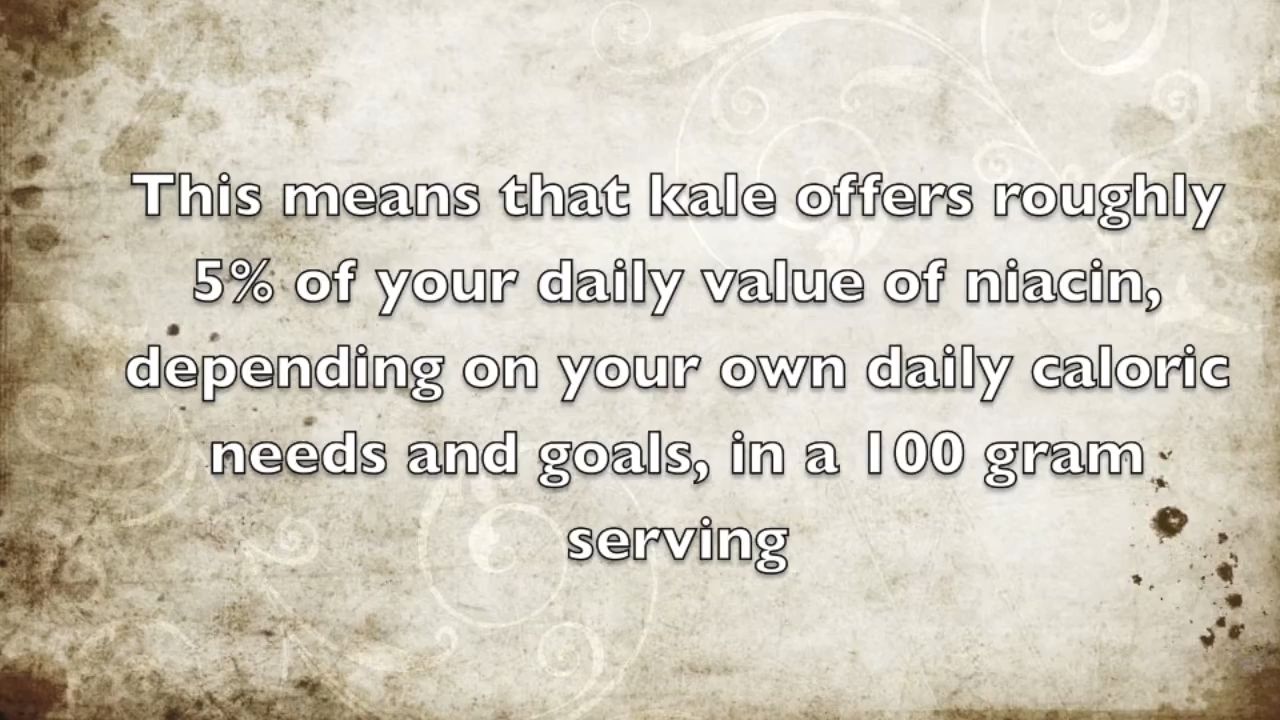 This means that kale offers roughly
5% of your daily value of niacin,
depending on your own daily caloric
needs and goals, in a 100 gram
serving